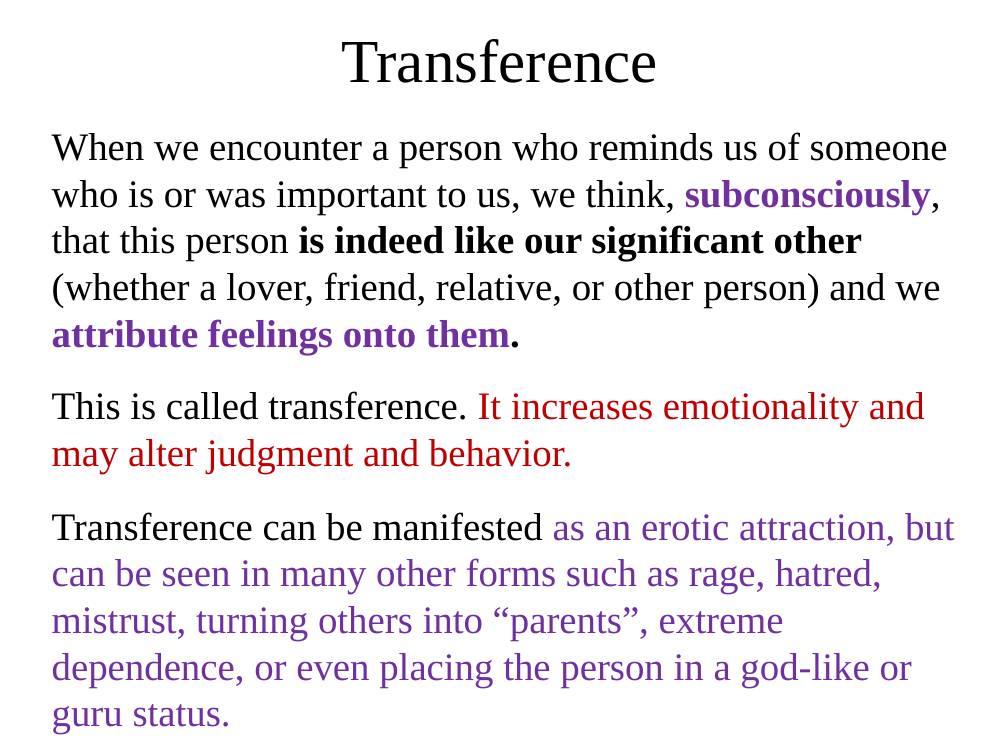 Transference
When we encounter a person who reminds us of someone
who is or was important to us, we think, subconsciously,
that this person is indeed like our significant other
(whether a lover, friend, relative, or other person) and we
attribute feelings onto them.
This is called transference. It increases emotionality and
may alter judgment and behavior.
Transference can be manifested as an erotic attraction, but
can be seen in many other forms such as rage, hatred,
mistrust, turning others into “parents”, extreme
dependence, or even placing the person in a god-like or
guru status.